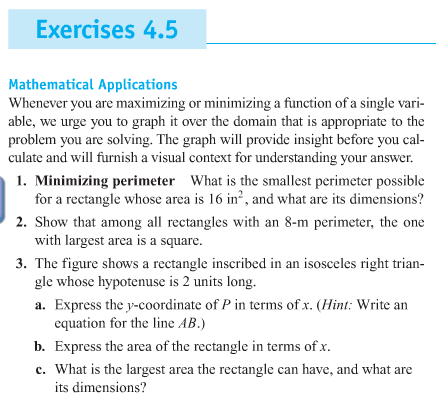 Exercises 4.5
Mathematical Applications
Whenever you are maximizing or minimizing a function of a single vari-
able, we urge you to graph it over the domain that is appropriate to the
problem you are solving. The graph will provide insight before you cal-
culate and will furnish a visual context for understanding your answer.
1. Minimizing perimeter What is the smallest perimeter possible
for a rectangle whose area is 16 in², and what are its dimensions?
2. Show that among all rectangles with an 8-m perimeter, the one
with largest area is a square.
3. The figure shows a rectangle inscribed in an isosceles right trian-
gle whose hypotenuse is 2 units long.
a. Express the y-coordinate of P in terms of x. (Hint: Write an
equation for the line AB.)
b. Express the area of the rectangle in terms of x.
c. What is the largest area the rectangle can have, and what are
its dimensions?